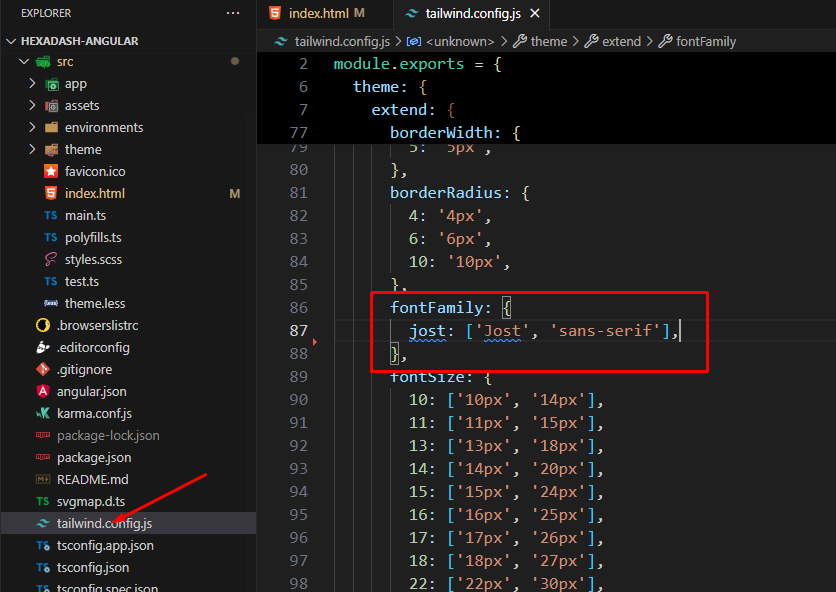 EXPLORER
HEXADASH-ANGULAR
src
app
assets
environments
theme
favicon.ico
index.html M
main.ts
polyfills.ts
styles.scss
test.ts
theme.less
.browserslistrc
.editorconfig
.gitignore
angular.json
karma.conf.js
package-lock.json
package.json
README.md
svgmap.d.ts
tailwind.config.js
tsconfig.app.json
tsconfig.json
tsconfig.spec.json
index.html M tailwind.config.js
tailwind.config.js > <unknown> > theme > extend > fontFamily
2 module.exports = {
6 theme: {
7 extend: {
77 borderWidth: {
79 5: '5px',
80 },
81 borderRadius: {
82 4: '4px',
83 6: '6px',
84 10: '10px',
85 },
86 fontFamily: {
87 jost: ['Jost', 'sans-serif'],
88 },
89 fontSize: {
90 10: ['10px', '14px'],
91 11: ['11px', '15px'],
92 13: ['13px', '18px'],
93 14: ['14px', '20px'],
94 15: ['15px', '24px'],
95 16: ['16px', '25px'],
96 17: ['17px', '26px'],
97 18: ['18px', '27px'],
98 22: ['22px', '30px'],